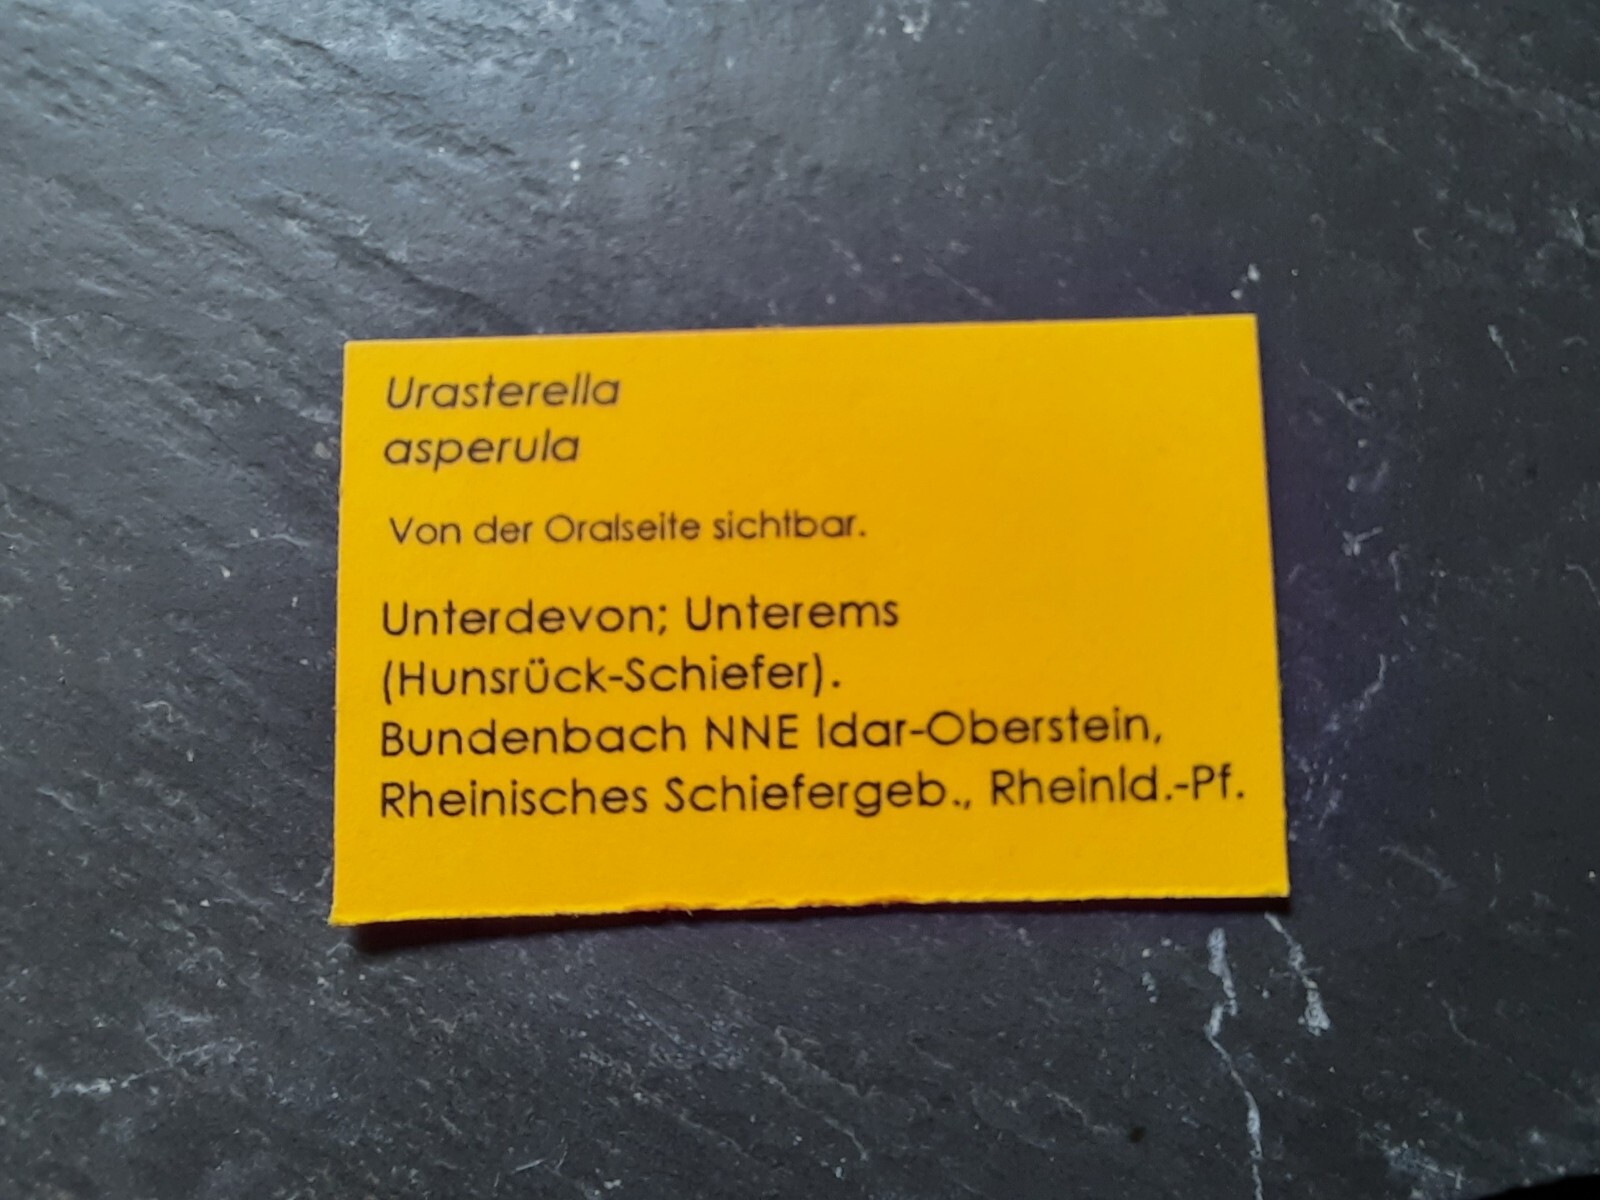 Urasterella
asperula
Von der Oralseite sichtbar.
Unterdevon; Unterems
(Hunsrück-Schiefer).
Bundenbach NNE Idar-Oberstein,
Rheinisches Schiefergeb., Rheinld.-Pf.